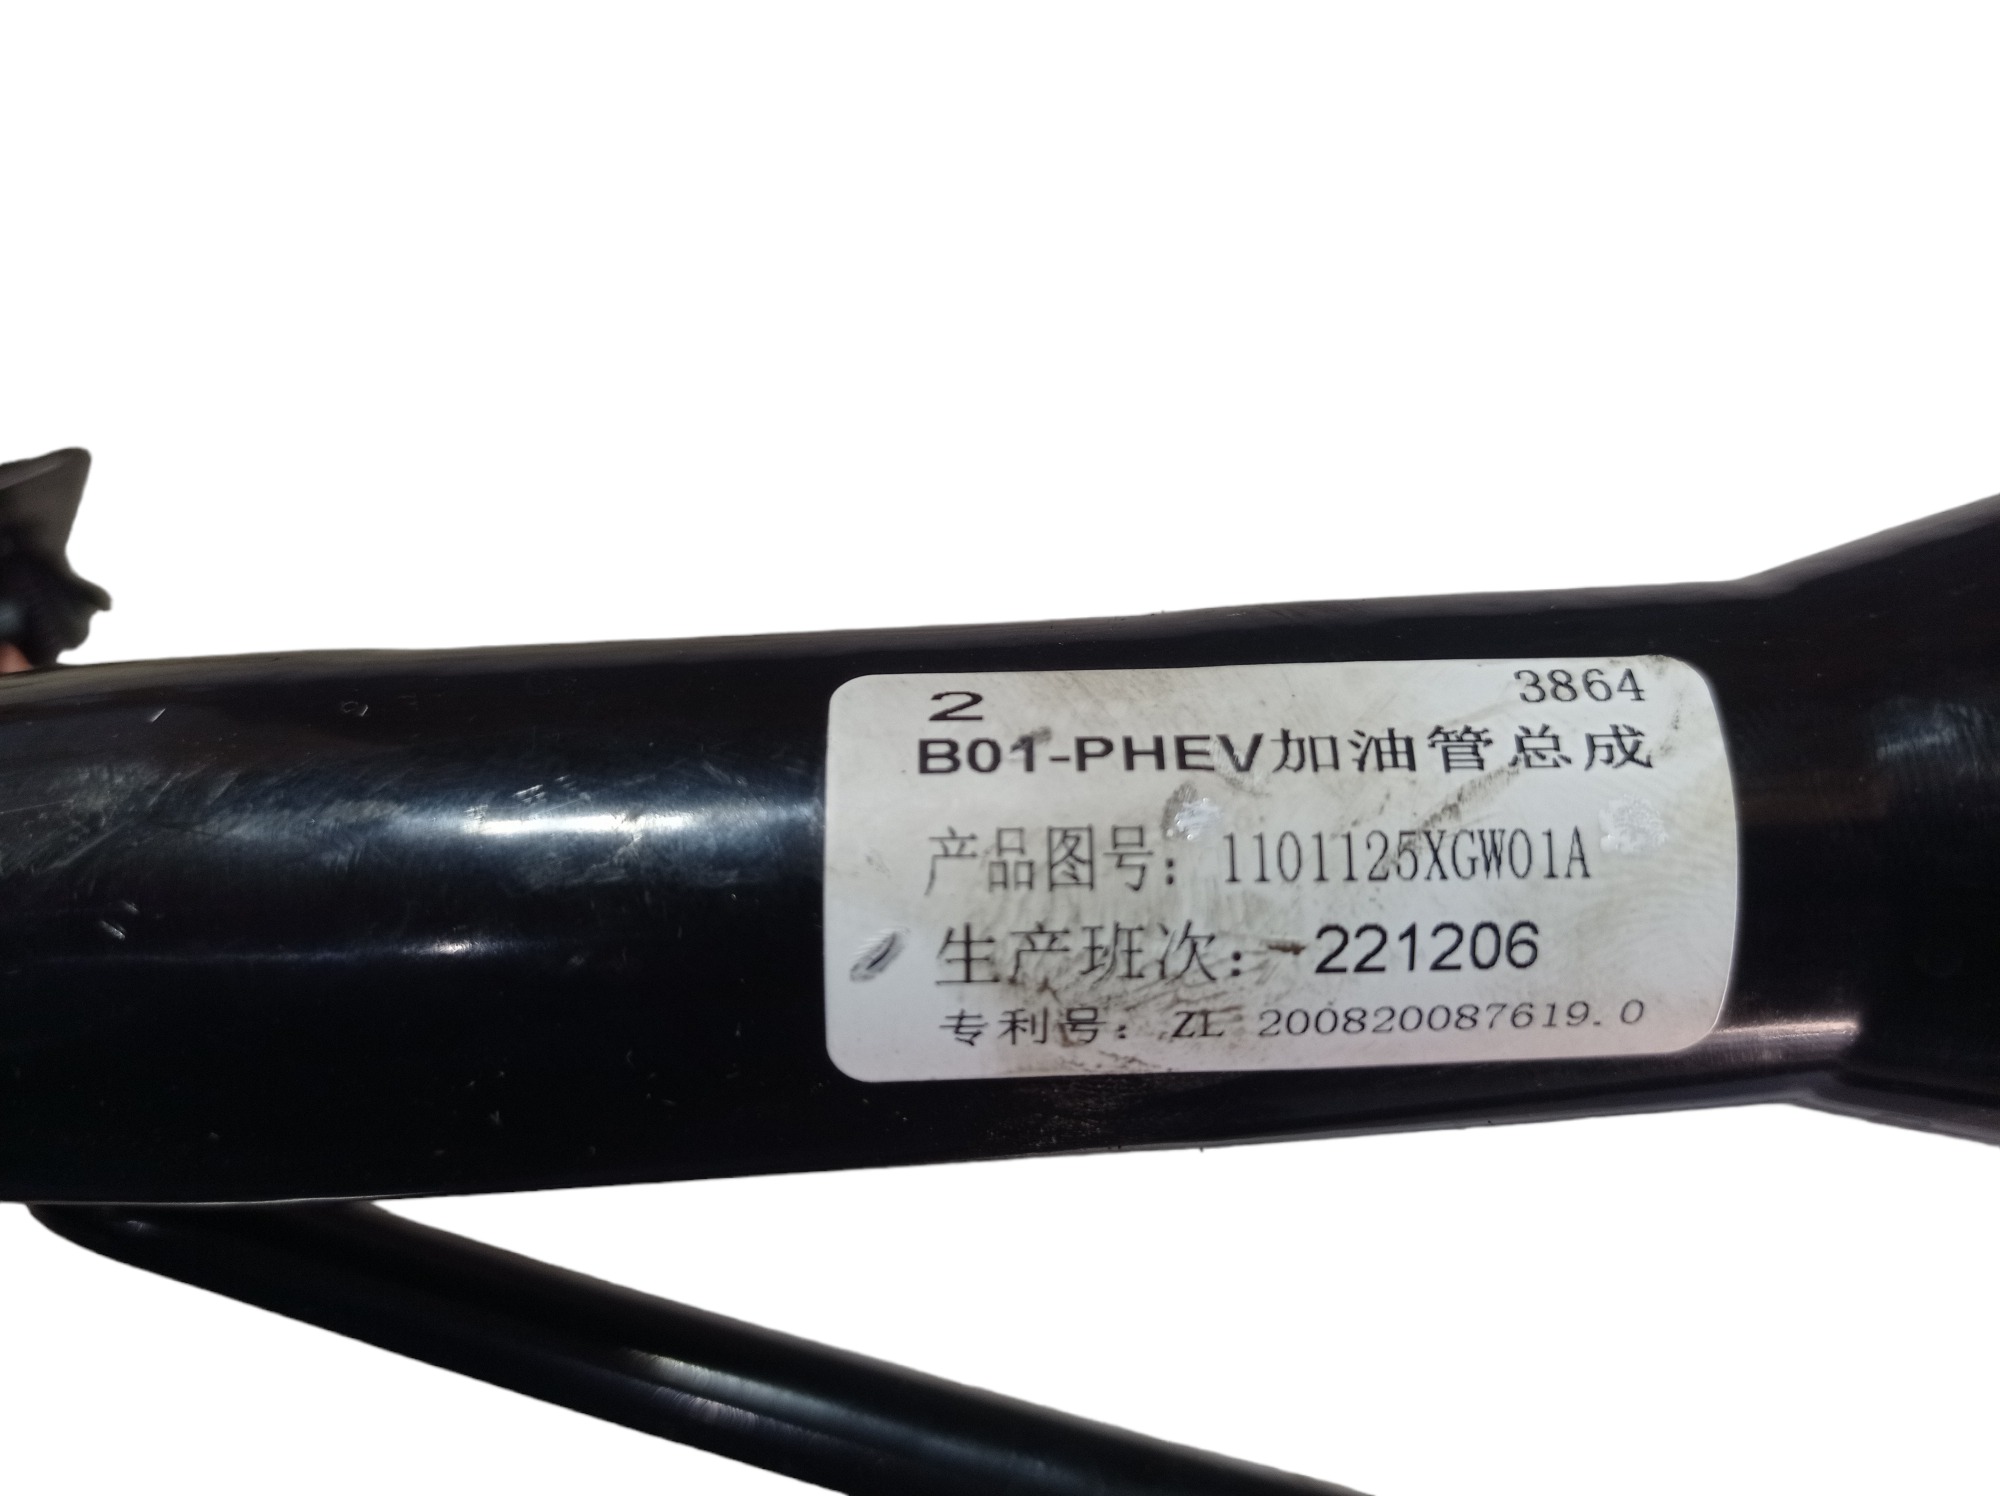 2 3864
B01-PHEV加油管总成
产品图号：1101125XGW01A
生产班次：221206
专利号：ZL 200820087619.0